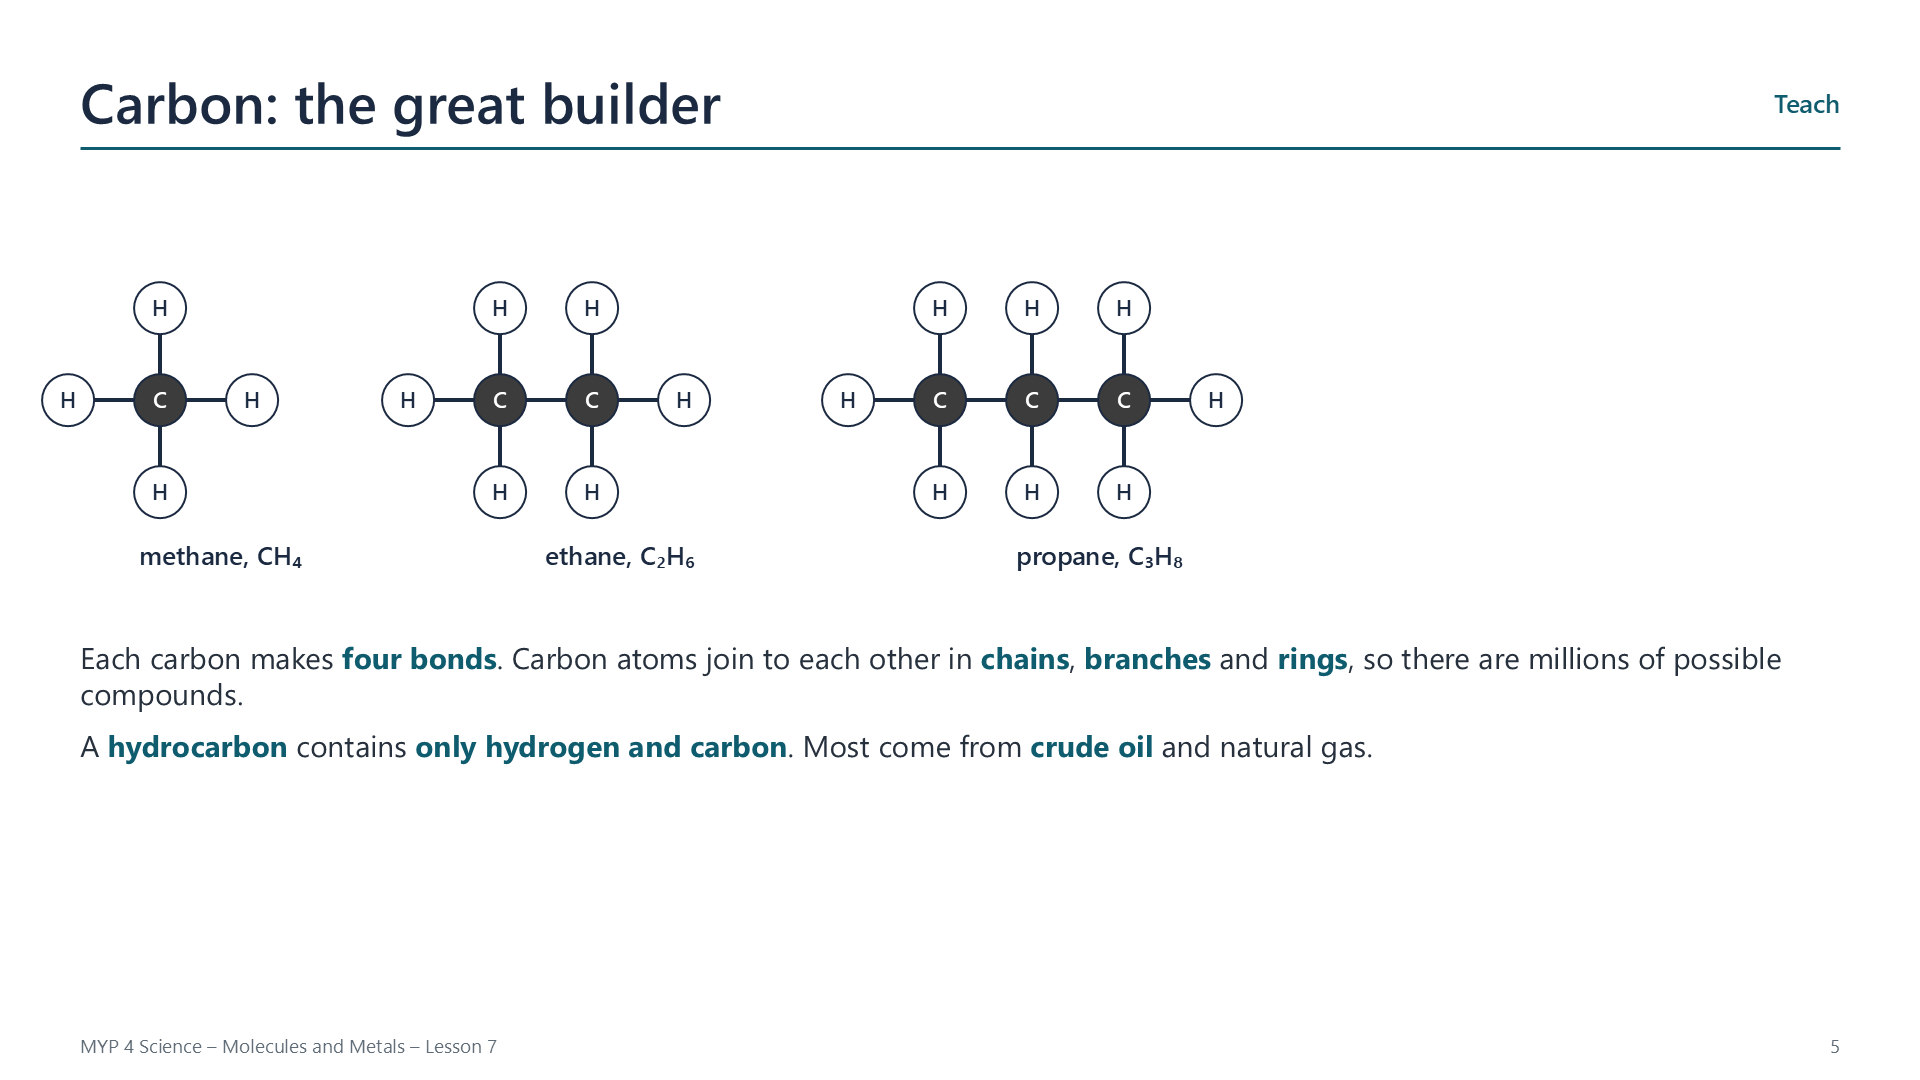 Carbon: the great builder
Teach
H H H H H H
H C H H C C H H C C C H
H H H H H H
methane, CH₄ ethane, C₂H₆ propane, C₃H₈
Each carbon makes four bonds. Carbon atoms join to each other in chains, branches and rings, so there are millions of possible
compounds.
A hydrocarbon contains only hydrogen and carbon. Most come from crude oil and natural gas.
MYP 4 Science – Molecules and Metals – Lesson 7
5